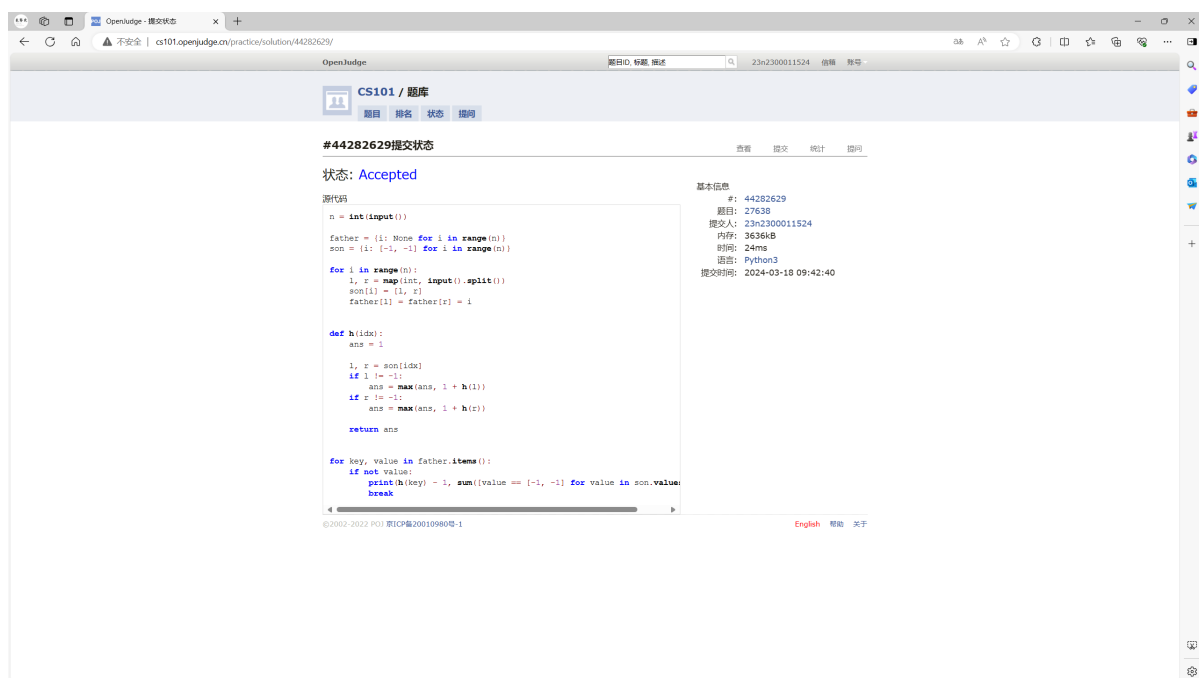 OpenJudge - 提交状态
不安全 | cs101.openjudge.cn/practice/solution/44282629/
OpenJudge 题目ID, 标题, 描述 23n2300011524 信箱 账号
CS101 / 题库
题目 排名 状态 提问
#44282629提交状态 查看 提交 统计 提问
状态: Accepted
源代码
n = int(input())
father = {i: None for i in range(n)}
son = {i: [-1, -1] for i in range(n)}
for i in range(n):
    l, r = map(int, input().split())
    son[i] = [l, r]
    father[l] = father[r] = i
def h(idx):
    ans = 1
    l, r = son[idx]
    if l != -1:
        ans = max(ans, 1 + h(l))
    if r != -1:
        ans = max(ans, 1 + h(r))
    return ans
for key, value in father.items():
    if not value:
        print(h(key) - 1, sum([value == [-1, -1] for value in son.values
        break
基本信息
#: 44282629
题目: 27638
提交人: 23n2300011524
内存: 3636kB
时间: 24ms
语言: Python3
提交时间: 2024-03-18 09:42:40
©2002-2022 POJ 京ICP备20010980号-1 English 帮助 关于